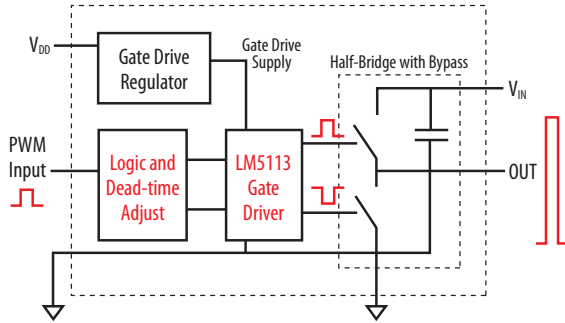 V_DD
Gate Drive
Regulator
Gate Drive
Supply
Half-Bridge with Bypass
V_IN
PWM
Input
Logic and
Dead-time
Adjust
LM5113
Gate
Driver
OUT